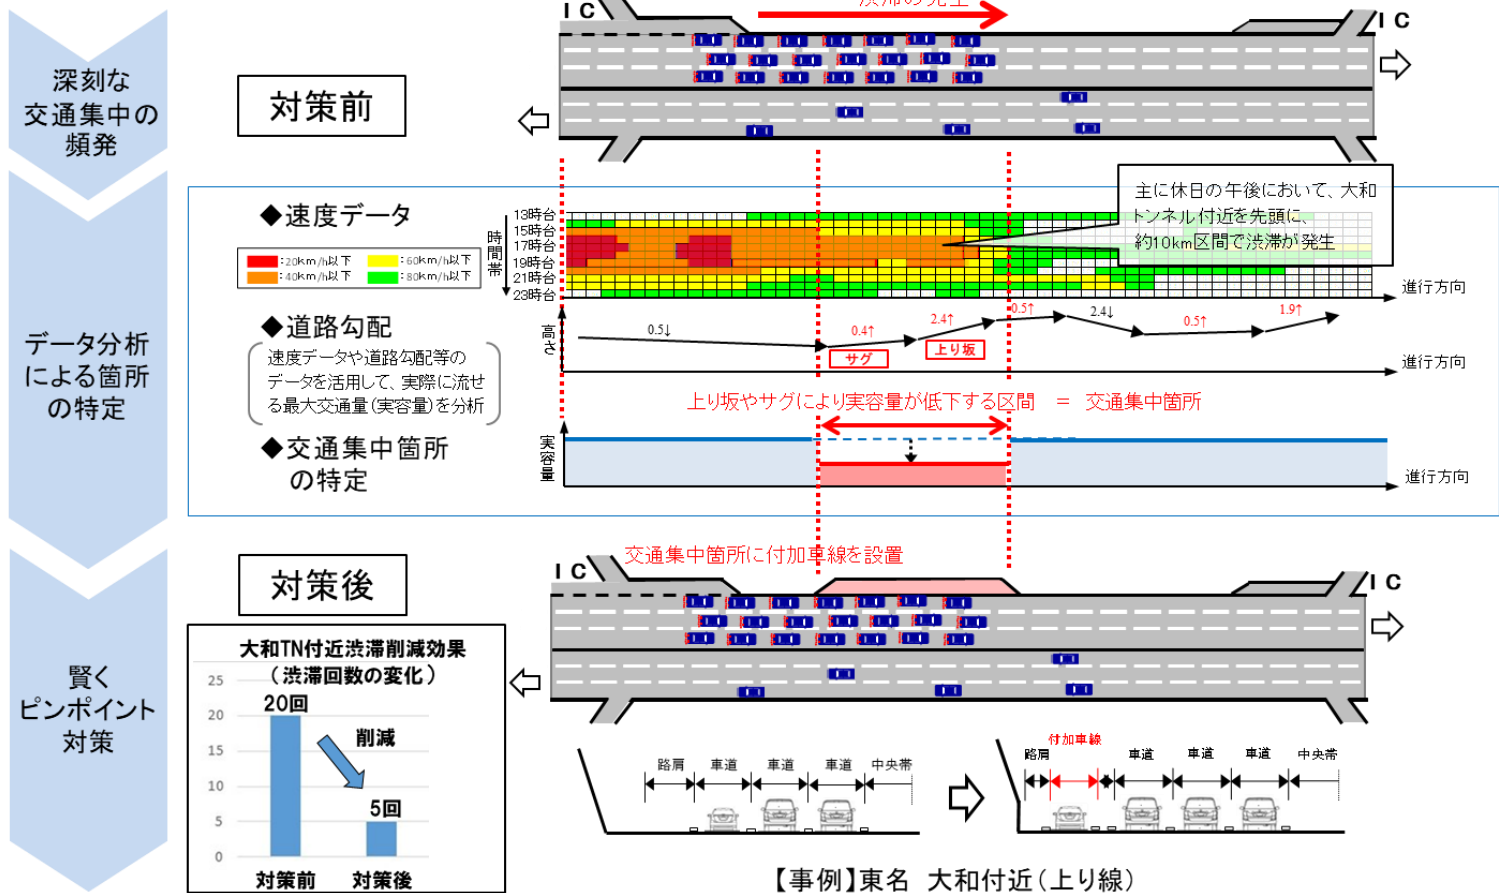 渋滞の発生
ＩＣ
ＩＣ
深刻な
交通集中の
頻発
対策前
データ分析
による箇所
の特定
◆速度データ
:20km/h以下
:60km/h以下
:40km/h以下
:80km/h以下
時間帯
13時台
15時台
17時台
19時台
21時台
23時台
主に休日の午後において、大和
トンネル付近を先頭に、
約10km区間で渋滞が発生
進行方向
◆道路勾配
速度データや道路勾配等の
データを活用して、実際に流せ
る最大交通量（実容量）を分析
高さ
0.5↓
0.4↑
2.4↑
0.5↑
2.4↓
0.5↑
1.9↑
サグ
上り坂
進行方向
上り坂やサグにより実容量が低下する区間 ＝ 交通集中箇所
◆交通集中箇所
の特定
実容量
進行方向
賢く
ピンポイント
対策
対策後
交通集中箇所に付加車線を設置
ＩＣ
ＩＣ
大和TN付近渋滞削減効果
（渋滞回数の変化）
25
20
15
10
5
0
20回
削減
5回
対策前
対策後
路肩
車道
車道
車道
中央帯
路肩
付加車線
車道
車道
車道
中央帯
【事例】東名 大和付近（上り線）